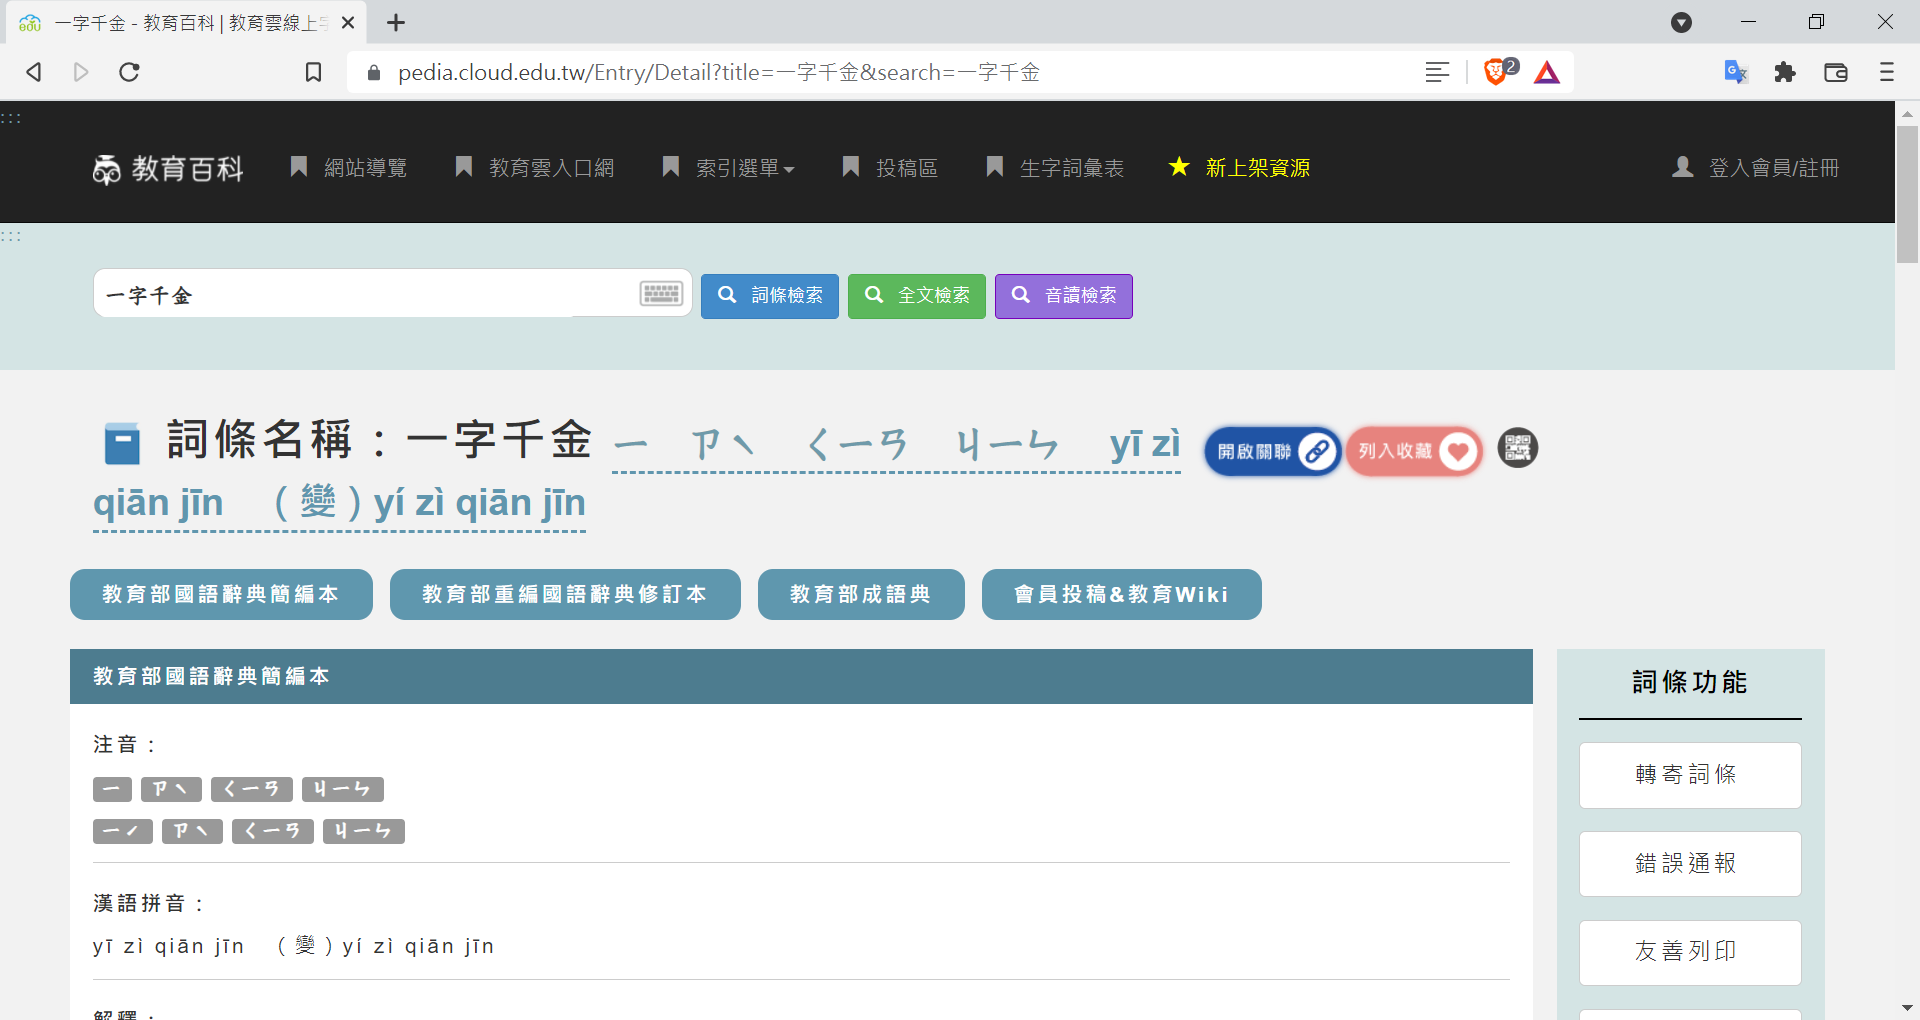 一字千金 - 教育百科 | 教育雲線上字
pedia.cloud.edu.tw/Entry/Detail?title=一字千金&search=一字千金
2
:::
教育百科 網站導覽 教育雲入口網 索引選單 投稿區 生字詞彙表 新上架資源 登入會員/註冊
:::
一字千金 詞條檢索 全文檢索 音讀檢索
詞條名稱：一字千金 ㄧ ㄗˋ ㄑㄧㄢ ㄐㄧㄣ yī zì 開啟關聯 列入收藏
qiān jīn （變）yí zì qiān jīn
教育部國語辭典簡編本 教育部重編國語辭典修訂本 教育部成語典 會員投稿&教育Wiki
教育部國語辭典簡編本
注音：
ㄧ ㄗˋ ㄑㄧㄢ ㄐㄧㄣ
ㄧˊ ㄗˋ ㄑㄧㄢ ㄐㄧㄣ
漢語拼音：
yī zì qiān jīn （變）yí zì qiān jīn
解釋：
詞條功能
轉寄詞條
錯誤通報
友善列印